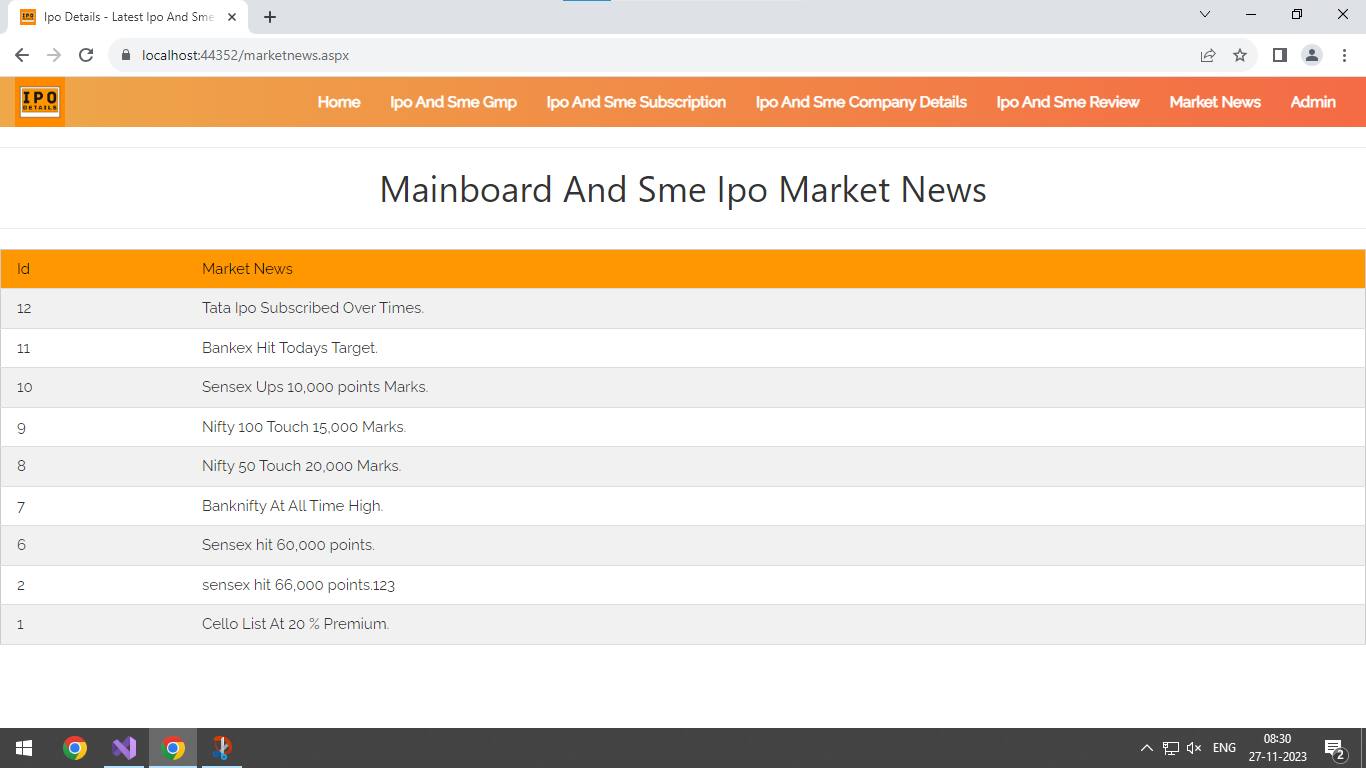 Ipo Details - Latest Ipo And Sme
localhost:44352/marketnews.aspx
IPO
DETAILS
Home Ipo And Sme Gmp Ipo And Sme Subscription Ipo And Sme Company Details Ipo And Sme Review Market News Admin
Mainboard And Sme Ipo Market News
Id Market News
12 Tata Ipo Subscribed Over Times.
11 Bankex Hit Todays Target.
10 Sensex Ups 10,000 points Marks.
9 Nifty 100 Touch 15,000 Marks.
8 Nifty 50 Touch 20,000 Marks.
7 Banknifty At All Time High.
6 Sensex hit 60,000 points.
2 sensex hit 66,000 points.123
1 Cello List At 20 % Premium.
ENG
08:30
27-11-2023
2